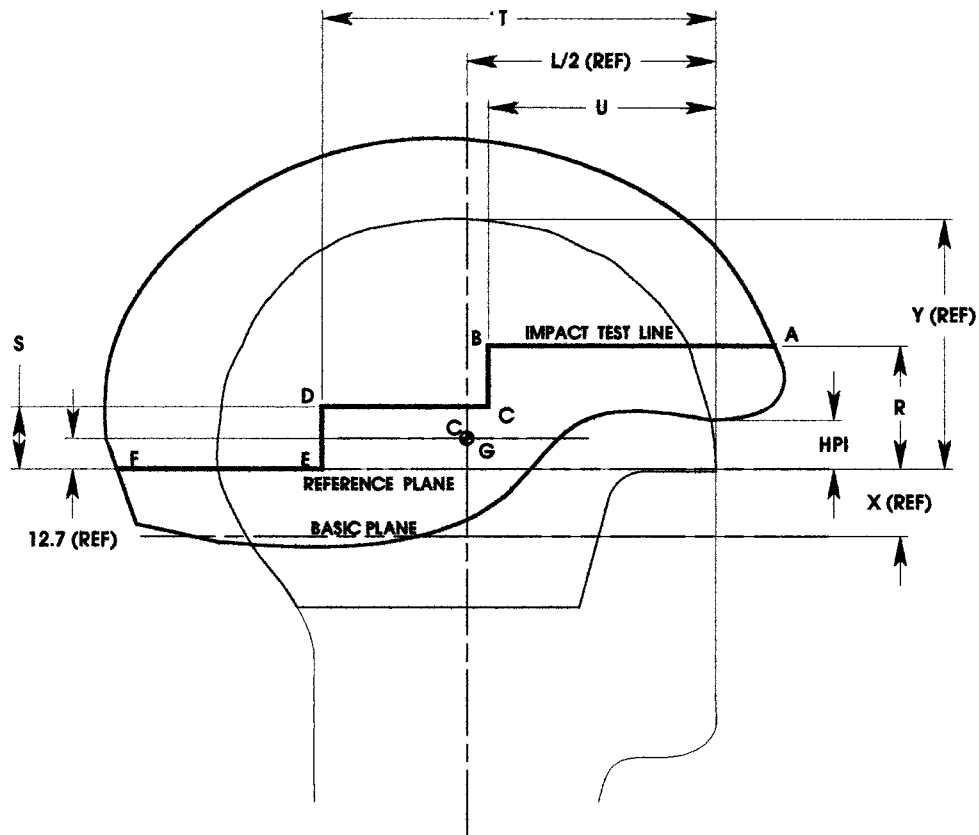 T
L/2 (REF)
U
Y (REF)
S
B
IMPACT TEST LINE
A
D
C
R
C
G
HPI
F
E
REFERENCE PLANE
X (REF)
BASIC PLANE
12.7 (REF)